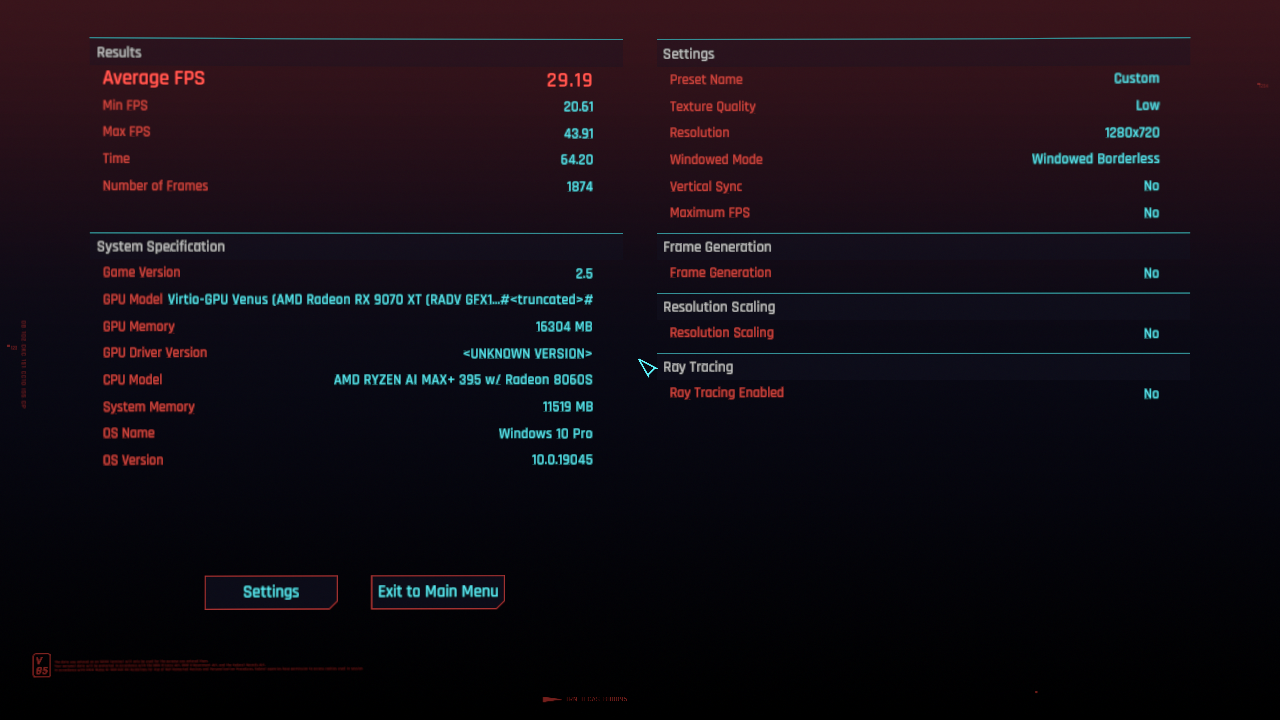 Results
Average FPS 29.19
Min FPS 20.61
Max FPS 43.91
Time 64.20
Number of Frames 1874
System Specification
Game Version 2.5
GPU Model Virtio-GPU Venus (AMD Radeon RX 9070 XT (RADV GFX1...#<truncated>#
GPU Memory 16304 MB
GPU Driver Version <UNKNOWN VERSION>
CPU Model AMD RYZEN AI MAX+ 395 w/ Radeon 8060S
System Memory 11519 MB
OS Name Windows 10 Pro
OS Version 10.0.19045
Settings
Preset Name Custom
Texture Quality Low
Resolution 1280x720
Windowed Mode Windowed Borderless
Vertical Sync No
Maximum FPS No
Frame Generation
Frame Generation No
Resolution Scaling
Resolution Scaling No
Ray Tracing
Ray Tracing Enabled No
Settings
Exit to Main Menu
V
85